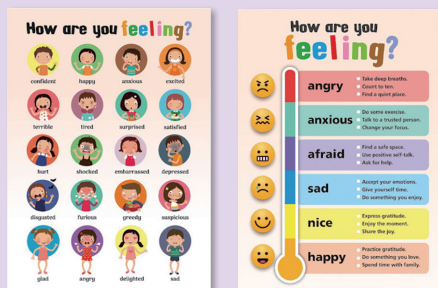 How are you feeling?
confident happy anxious excited
terrible tired surprised satisfied
hurt shocked embarrassed depressed
disgusted furious greedy suspicious
glad angry delighted sad
How are you
feeling?
angry
Take deep breaths.
Count to ten.
Find a quiet place.
anxious
Do some exercise.
Talk to a trusted person.
Change your focus.
afraid
Find a safe space.
Use positive self-talk.
Ask for help.
sad
Accept your emotions.
Give yourself time.
Do something you enjoy.
nice
Express gratitude.
Enjoy the moment.
Share the joy.
happy
Practice gratitude.
Do something you love.
Spend time with family.